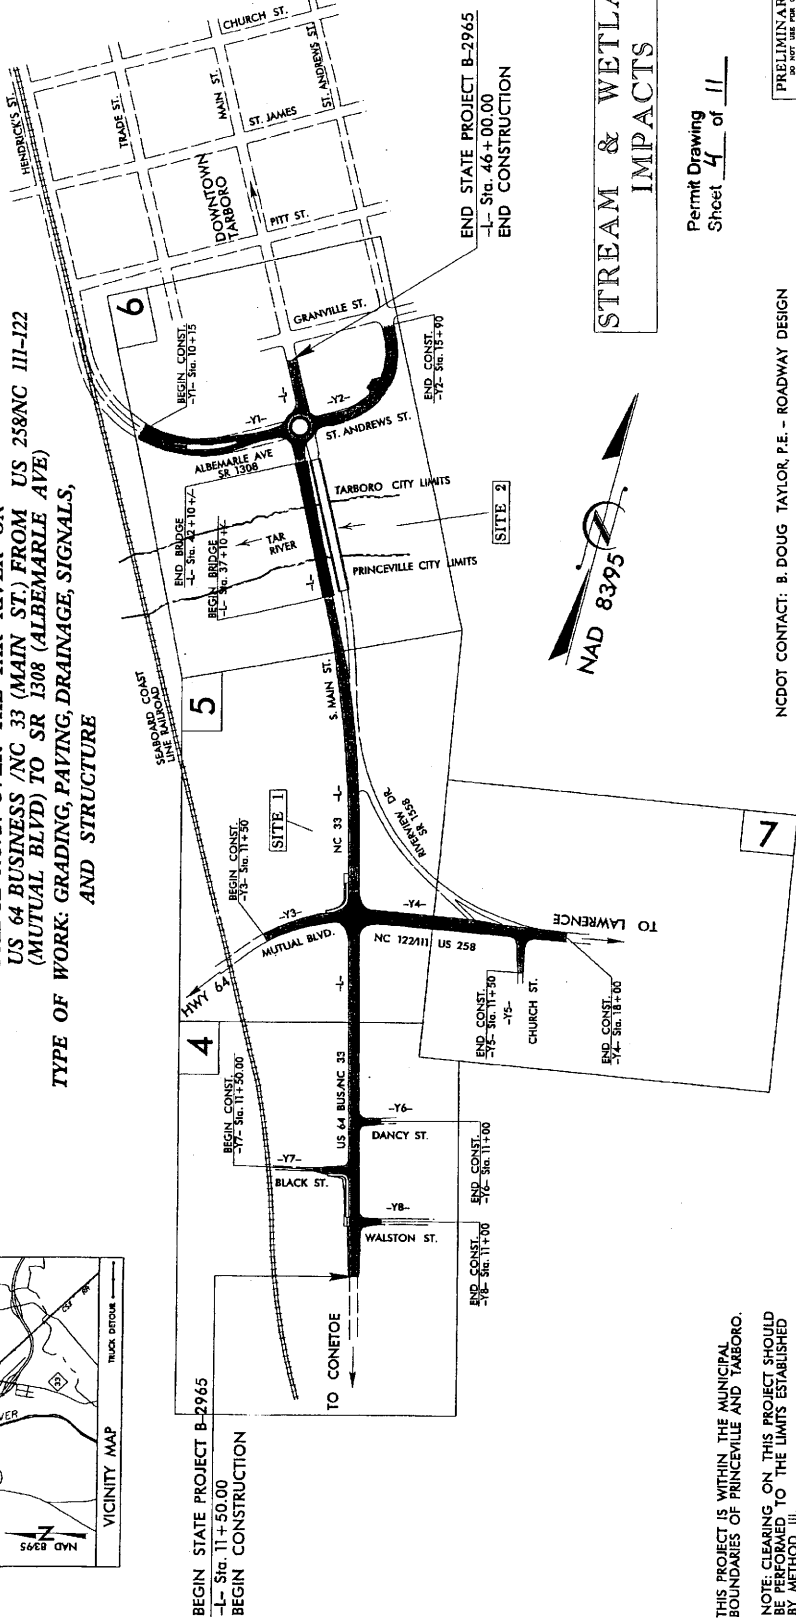 US 64 BUSINESS /NC 33 (MAIN ST.) FROM US 258/NC 111-122
(MUTUAL BLVD) TO SR 1308 (ALBEMARLE AVE)
TYPE OF WORK: GRADING, PAVING, DRAINAGE, SIGNALS,
AND STRUCTURE
VICINITY MAP
TRUCK DETOUR
NAD 83/95
33
CSX RR
BEGIN STATE PROJECT B-2965
-L- Sta. 11+50.00
BEGIN CONSTRUCTION
TO CONETOE
4
BEGIN CONST.
-Y7- Sta. 11+50.00
-Y7-
BLACK ST.
US 64 BUS./NC 33
-Y6-
DANCY ST.
-Y8-
WALSTON ST.
END CONST.
-Y6- Sta. 11+00
END CONST.
-Y8- Sta. 11+00
HWY 64
MUTUAL BLVD.
-Y3-
BEGIN CONST.
-Y3- Sta. 11+50
SITE 1
5
SEABOARD COAST
LINE RAILROAD
-L-
NC 33
-L-
S. MAIN ST.
RIVERVIEW DR.
SR 1558
-Y4-
NC 122/111 US 258
TO LAWRENCE
END CONST.
-Y5- Sta. 11+50
-Y5-
CHURCH ST.
END CONST.
-Y4- Sta. 18+00
7
BEGIN BRIDGE
-L- Sta. 37+10 +/-
END BRIDGE
-L- Sta. 42+10 +/-
TAR
RIVER
-L-
TARBORO CITY LIMITS
PRINCEVILLE CITY LIMITS
SITE 2
ALBEMARLE AVE
SR 1308
-Y1-
BEGIN CONST.
-Y1- Sta. 10+15
6
-L-
-Y2-
ST. ANDREWS ST.
END CONST.
-Y2- Sta. 15+90
GRANVILLE ST.
PITT ST.
DOWNTOWN
TARBORO
ST. JAMES
MAIN ST.
TRADE ST.
HENDRICK'S ST.
CHURCH ST.
ST. ANDREWS ST.
END STATE PROJECT B-2965
-L- Sta. 46+00.00
END CONSTRUCTION
STREAM & WETLA
IMPACTS
Permit Drawing
Sheet 4 of 11
PRELIMINAR
DO NOT USE FOR
NAD 83/95
NCDOT CONTACT: B. DOUG TAYLOR, P.E. - ROADWAY DESIGN
THIS PROJECT IS WITHIN THE MUNICIPAL
BOUNDARIES OF PRINCEVILLE AND TARBORO.
NOTE: CLEARING ON THIS PROJECT SHOULD
BE PERFORMED TO THE LIMITS ESTABLISHED
BY METHOD III.